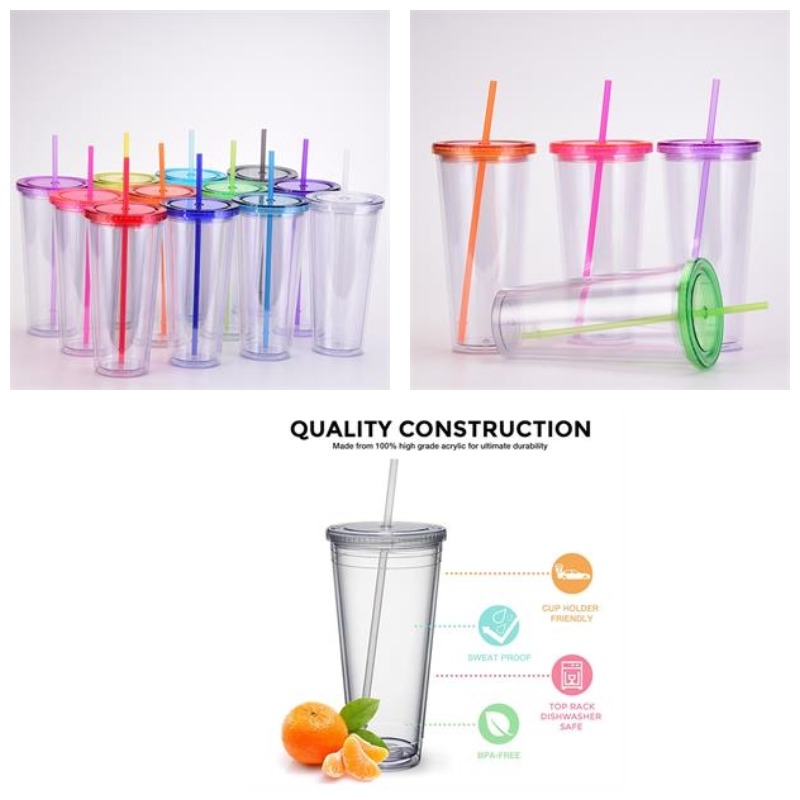 QUALITY CONSTRUCTION
Made from 100% high grade acrylic for ultimate durability
CUP HOLDER
FRIENDLY
SWEAT PROOF
TOP RACK
DISHWASHER
SAFE
BPA-FREE